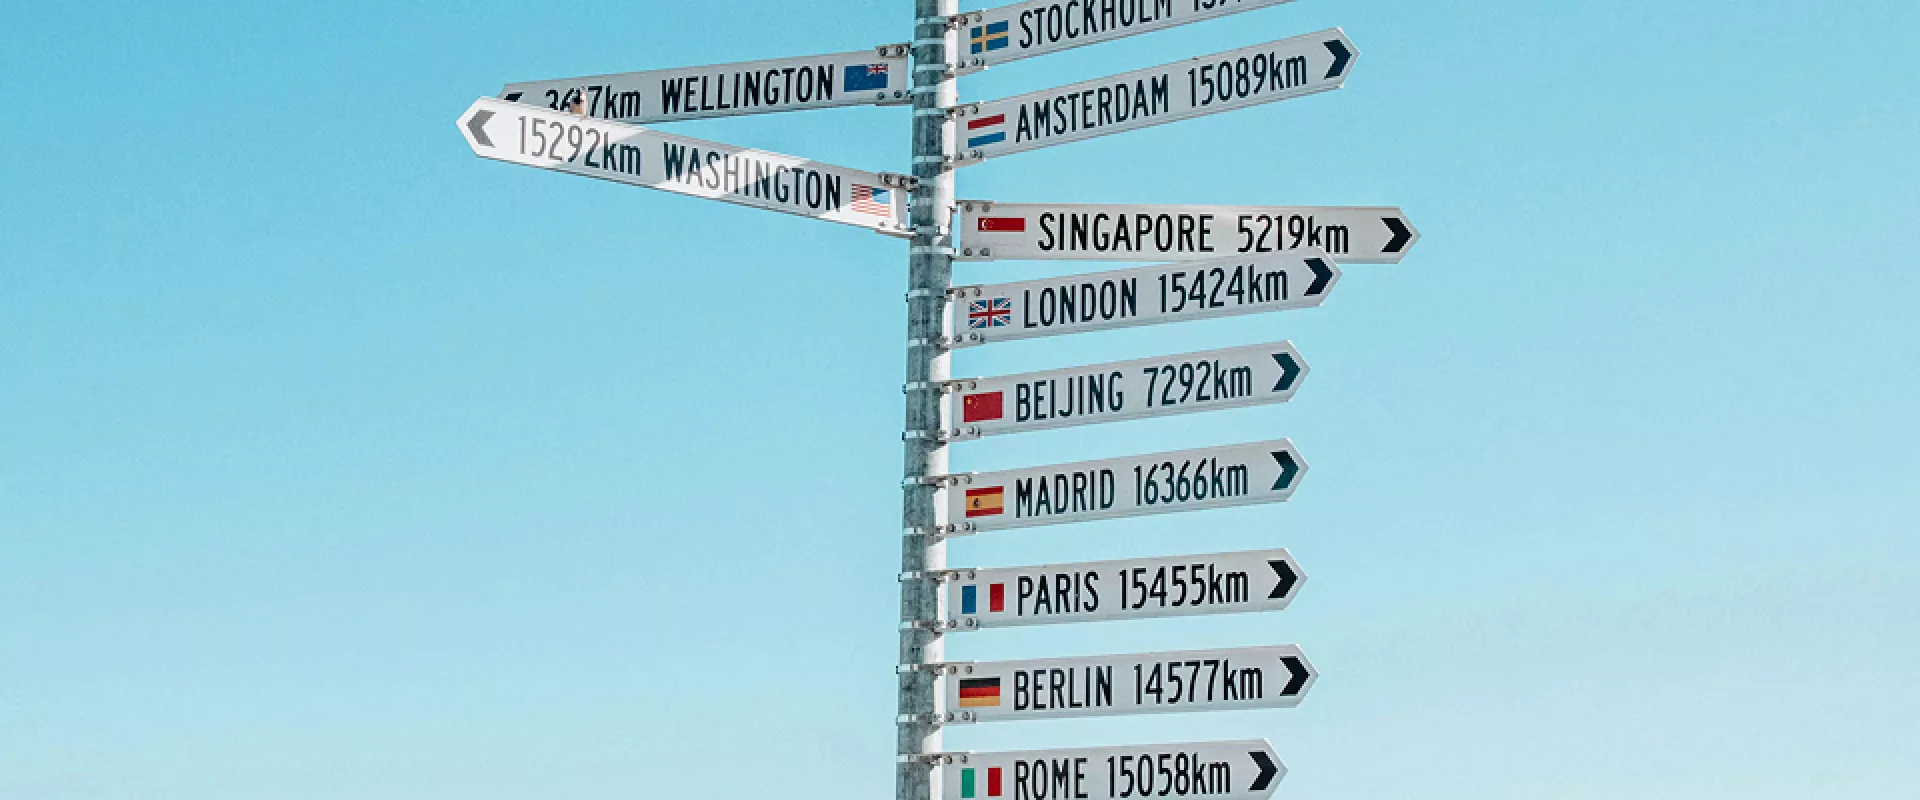 STOCKHOLM
WELLINGTON
AMSTERDAM 15089km
15292km WASHINGTON
SINGAPORE 5219km
LONDON 15424km
BEIJING 7292km
MADRID 16366km
PARIS 15455km
BERLIN 14577km
ROME 15058km